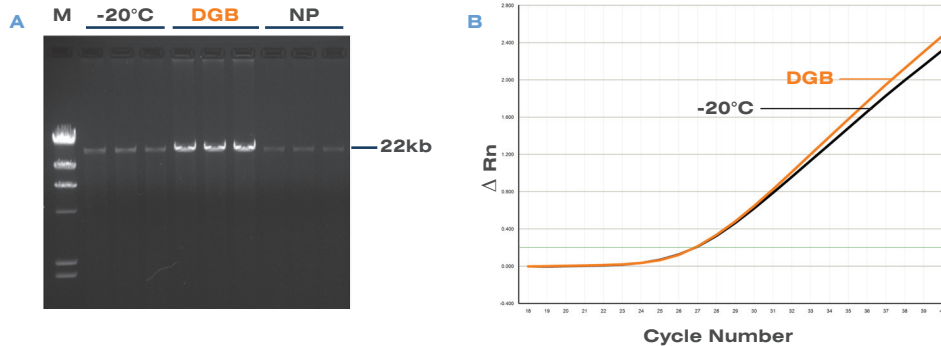 A
M -20°C DGB NP
22kb
B
2.800
2.400
2.000
1.600
1.200
0.800
0.400
0.000
-0.400
Δ Rn
DGB
-20°C
18 19 20 21 22 23 24 25 26 27 28 29 30 31 32 33 34 35 36 37 38 39
Cycle Number